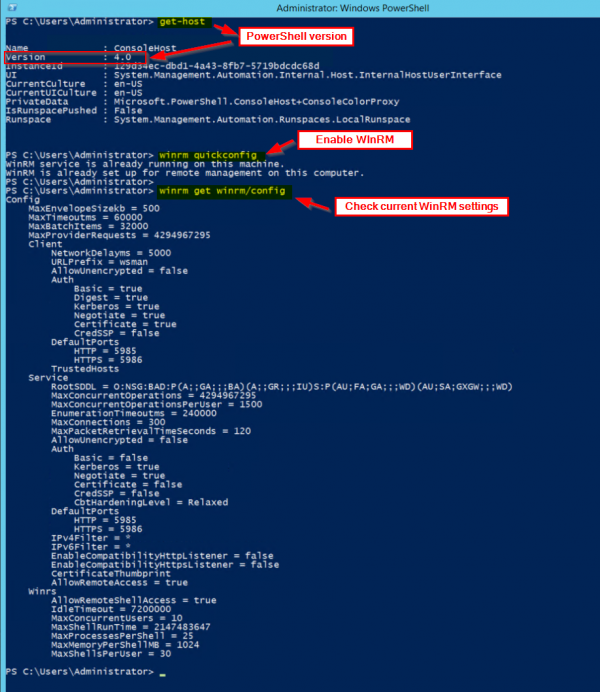 Administrator: Windows PowerShell
PS C:\Users\Administrator> get-host
PowerShell version
Name : ConsoleHost
Version : 4.0
InstanceId : 129d34ec-dbd1-4a43-8fb7-5719bdcdc68d
UI : System.Management.Automation.Internal.Host.InternalHostUserInterface
CurrentCulture : en-US
CurrentUICulture : en-US
PrivateData : Microsoft.PowerShell.ConsoleHost+ConsoleColorProxy
IsRunspacePushed : False
Runspace : System.Management.Automation.Runspaces.LocalRunspace
Enable WInRM
PS C:\Users\Administrator> winrm quickconfig
WinRM service is already running on this machine.
WinRM is already set up for remote management on this computer.
PS C:\Users\Administrator>
PS C:\Users\Administrator> winrm get winrm/config
Check current WinRM settings
Config
MaxEnvelopeSizekb = 500
MaxTimeoutms = 60000
MaxBatchItems = 32000
MaxProviderRequests = 4294967295
Client
NetworkDelayms = 5000
URLPrefix = wsman
AllowUnencrypted = false
Auth
Basic = true
Digest = true
Kerberos = true
Negotiate = true
Certificate = true
CredSSP = false
DefaultPorts
HTTP = 5985
HTTPS = 5986
TrustedHosts
Service
RootSDDL = O:NSG:BAD:P(A;;GA;;;BA)(A;;GR;;;IU)S:P(AU;FA;GA;;;WD)(AU;SA;GXGW;;;WD)
MaxConcurrentOperations = 4294967295
MaxConcurrentOperationsPerUser = 1500
EnumerationTimeoutms = 240000
MaxConnections = 300
MaxPacketRetrievalTimeSeconds = 120
AllowUnencrypted = false
Auth
Basic = false
Kerberos = true
Negotiate = true
Certificate = false
CredSSP = false
CbtHardeningLevel = Relaxed
DefaultPorts
HTTP = 5985
HTTPS = 5986
IPv4Filter = *
IPv6Filter = *
EnableCompatibilityHttpListener = false
EnableCompatibilityHttpsListener = false
CertificateThumbprint
AllowRemoteAccess = true
Winrs
AllowRemoteShellAccess = true
IdleTimeout = 7200000
MaxConcurrentUsers = 10
MaxShellRunTime = 2147483647
MaxProcessesPerShell = 25
MaxMemoryPerShellMB = 1024
MaxShellsPerUser = 30
PS C:\Users\Administrator> _